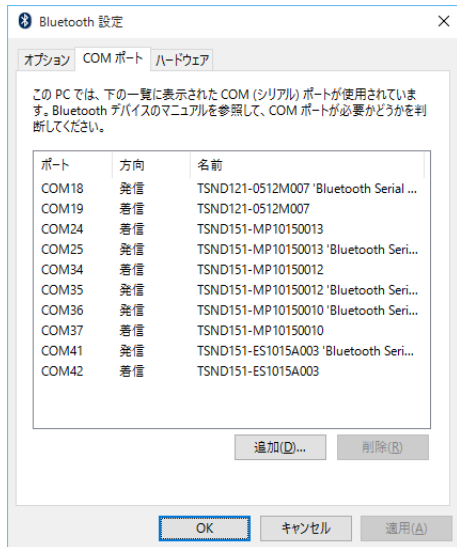 Bluetooth 設定
オプション COM ポート ハードウェア
この PC では、下の一覧に表示された COM (シリアル) ポートが使用されていま
す。Bluetooth デバイスのマニュアルを参照して、COM ポートが必要かどうかを判
断してください。
ポート 方向 名前
COM18 発信 TSND121-0512M007 'Bluetooth Serial ...
COM19 着信 TSND121-0512M007
COM24 着信 TSND151-MP10150013
COM25 発信 TSND151-MP10150013 'Bluetooth Seri...
COM34 着信 TSND151-MP10150012
COM35 発信 TSND151-MP10150012 'Bluetooth Seri...
COM36 発信 TSND151-MP10150010 'Bluetooth Seri...
COM37 着信 TSND151-MP10150010
COM41 発信 TSND151-ES1015A003 'Bluetooth Seri...
COM42 着信 TSND151-ES1015A003
追加(D)... 削除(R)
OK キャンセル 適用(A)